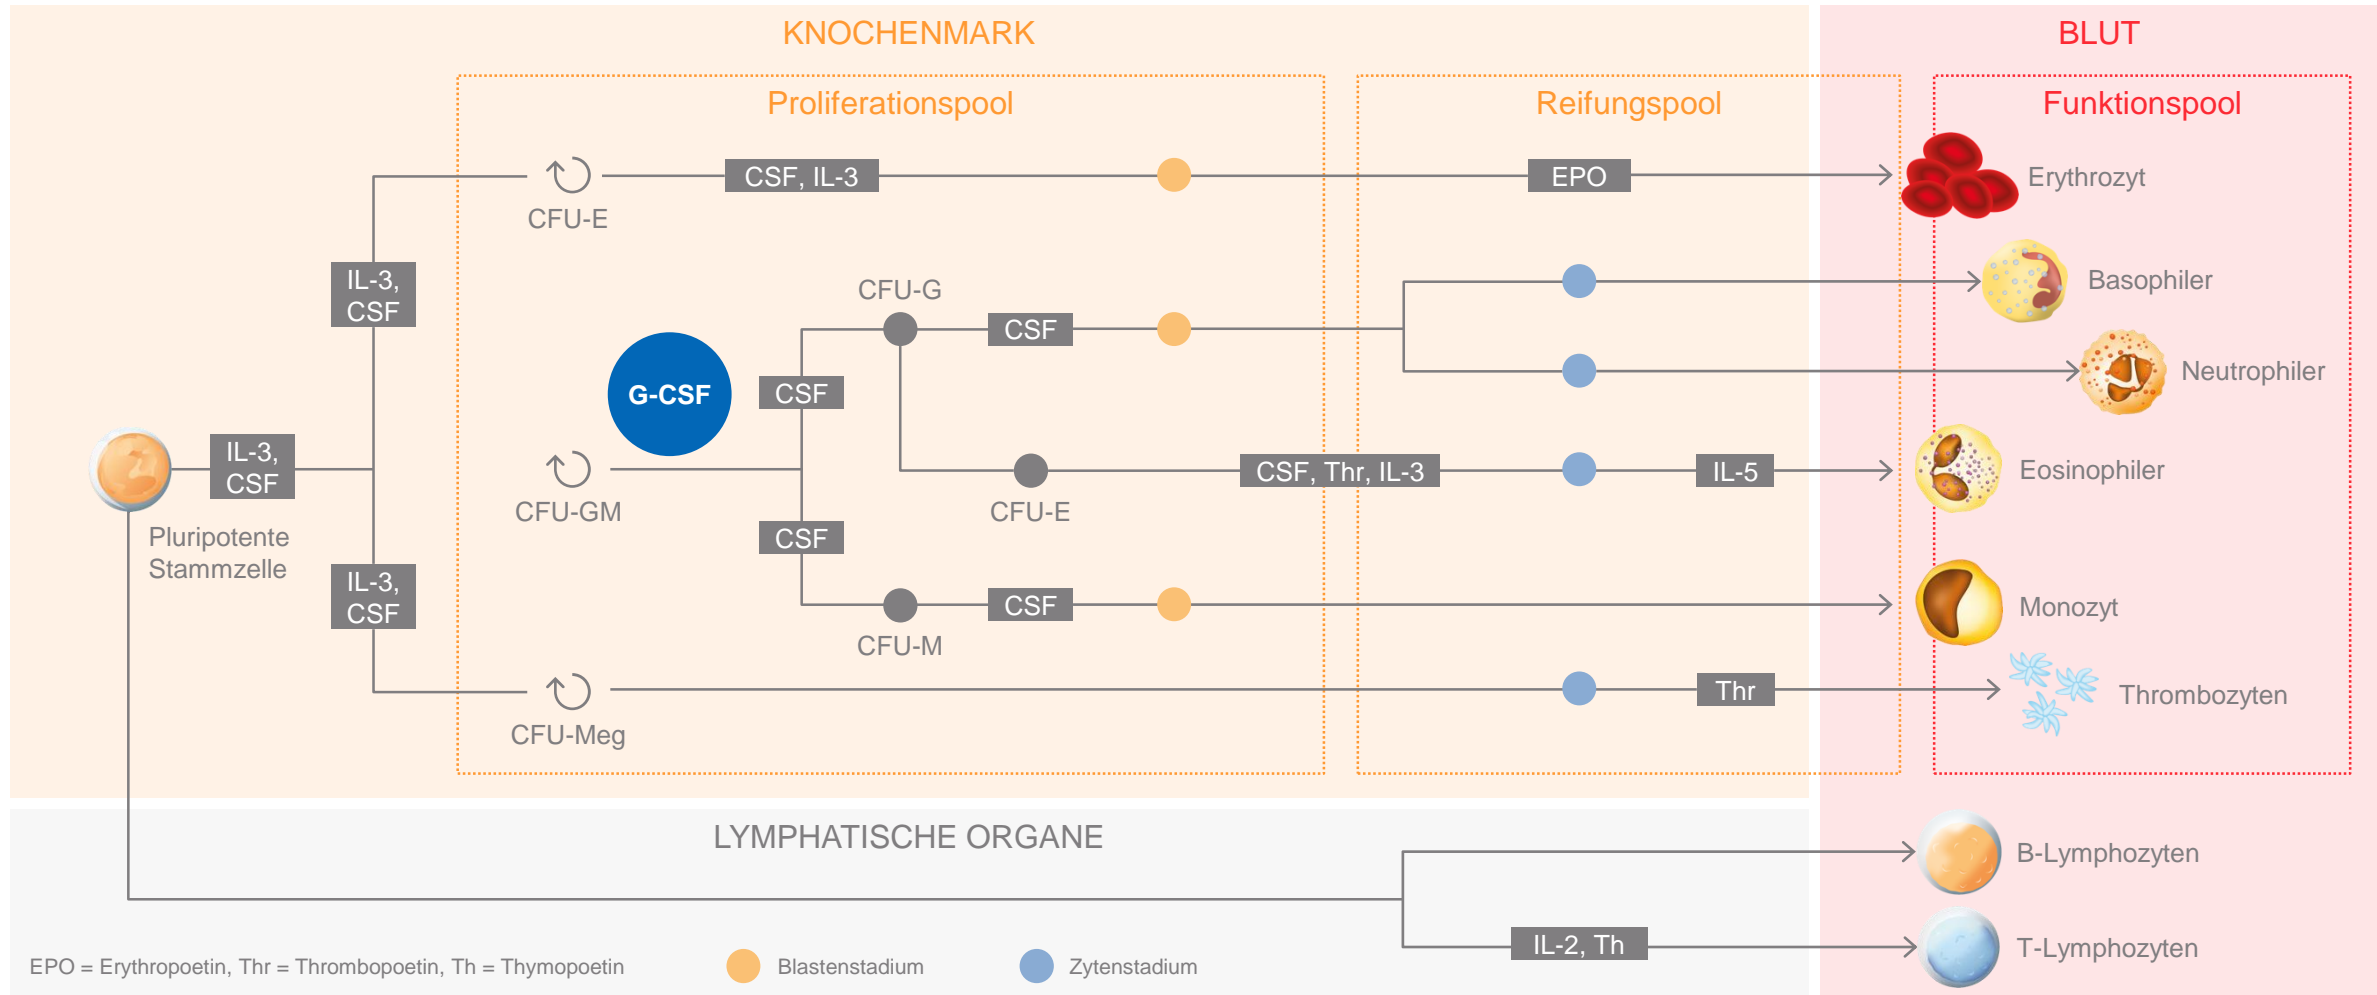 KNOCHENMARK
BLUT
Proliferationspool
Reifungspool
Funktionspool
CSF, IL-3
EPO
Erythrozyt
CFU-E
IL-3,
CSF
CFU-G
Basophiler
CSF
G-CSF
CSF
Neutrophiler
IL-3,
CSF
CSF, Thr, IL-3
IL-5
Eosinophiler
CFU-GM
CFU-E
Pluripotente
Stammzelle
CSF
IL-3,
CSF
CSF
Monozyt
CFU-M
Thr
Thrombozyten
CFU-Meg
LYMPHATISCHE ORGANE
B-Lymphozyten
IL-2, Th
T-Lymphozyten
EPO = Erythropoetin, Thr = Thrombopoetin, Th = Thymopoetin
Blastenstadium
Zytenstadium